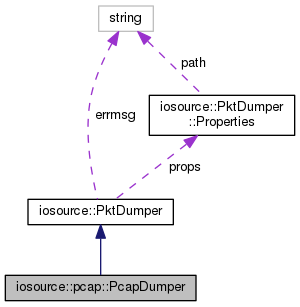 string
path
errmsg
iosource::PktDumper
::Properties
props
iosource::PktDumper
iosource::pcap::PcapDumper